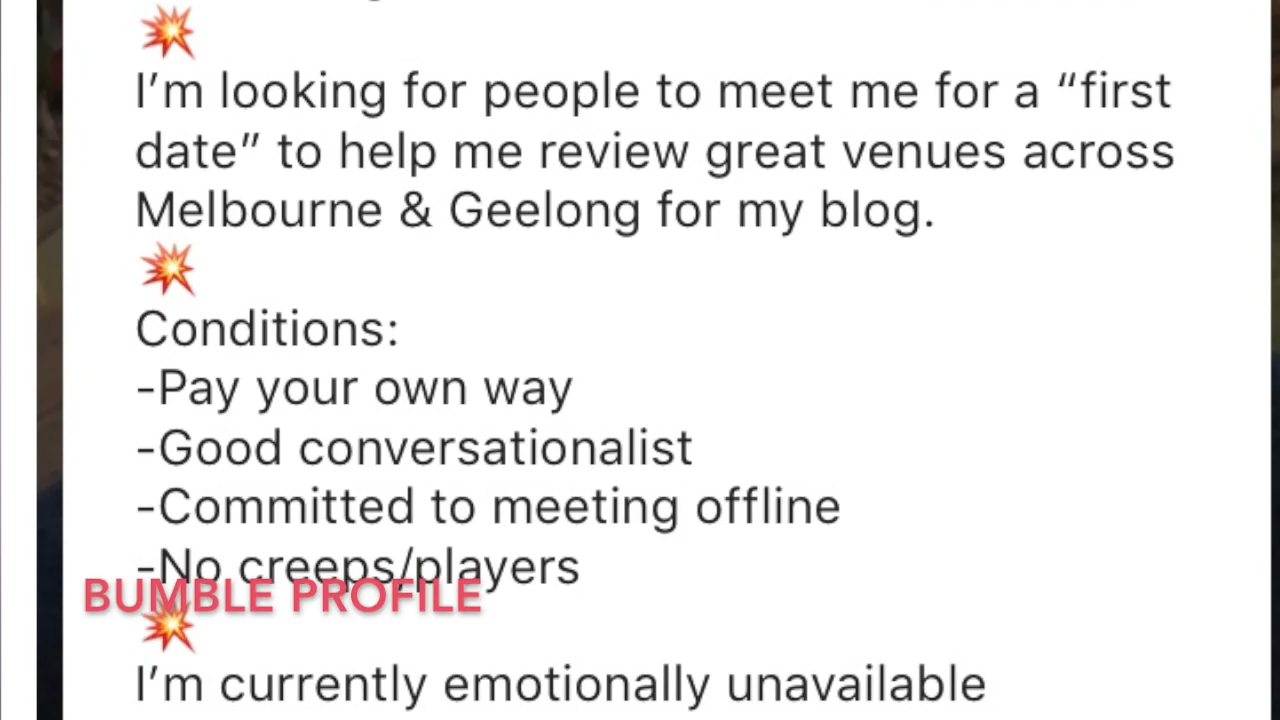 💥
I’m looking for people to meet me for a “first
date” to help me review great venues across
Melbourne & Geelong for my blog.
💥
Conditions:
-Pay your own way
-Good conversationalist
-Committed to meeting offline
-No creeps/players
BUMBLE PROFILE
💥
I’m currently emotionally unavailable